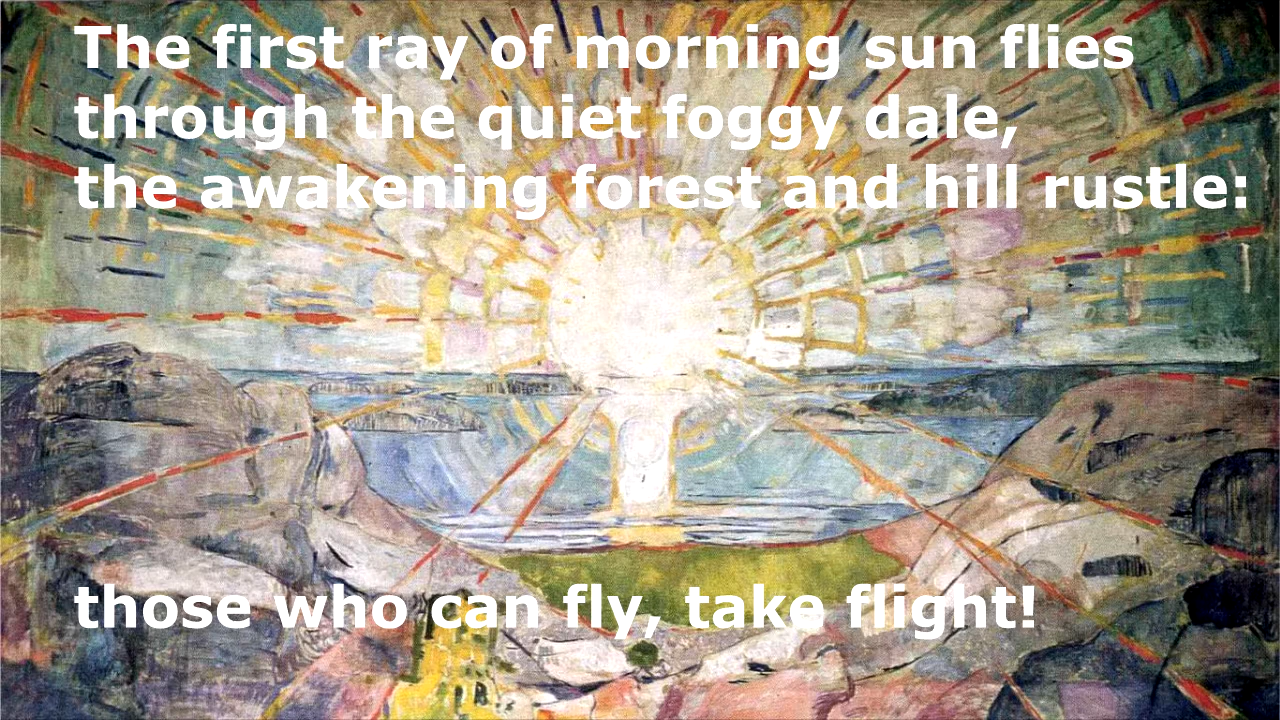 The first ray of morning sun flies
through the quiet foggy dale,
the awakening forest and hill rustle:
those who can fly, take flight!